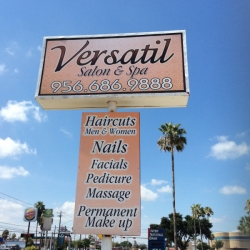 Versatil
Salon & Spa
956.686.9888
Haircuts
Men & Women
Nails
Facials
Pedicure
Massage
Permanent
Make up